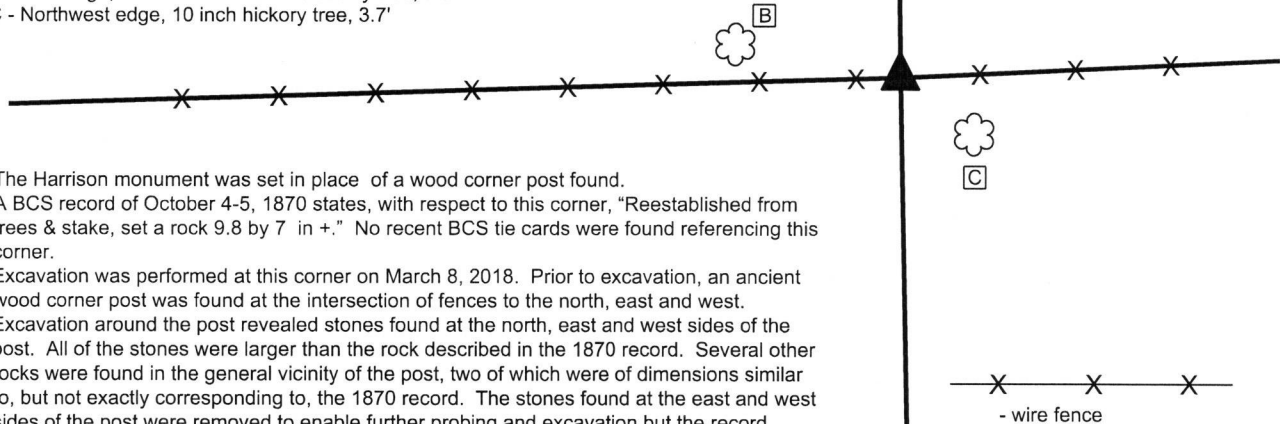 - Northwest edge, 10 inch hickory tree, 3.7'
B
C
The Harrison monument was set in place of a wood corner post found.
A BCS record of October 4-5, 1870 states, with respect to this corner, “Reestablished from
trees & stake, set a rock 9.8 by 7 in +.” No recent BCS tie cards were found referencing this
corner.
Excavation was performed at this corner on March 8, 2018. Prior to excavation, an ancient
wood corner post was found at the intersection of fences to the north, east and west.
Excavation around the post revealed stones found at the north, east and west sides of the
post. All of the stones were larger than the rock described in the 1870 record. Several other
rocks were found in the general vicinity of the post, two of which were of dimensions similar
to, but not exactly corresponding to, the 1870 record. The stones found at the east and west
sides of the post were removed to enable further probing and excavation but the record
- wire fence